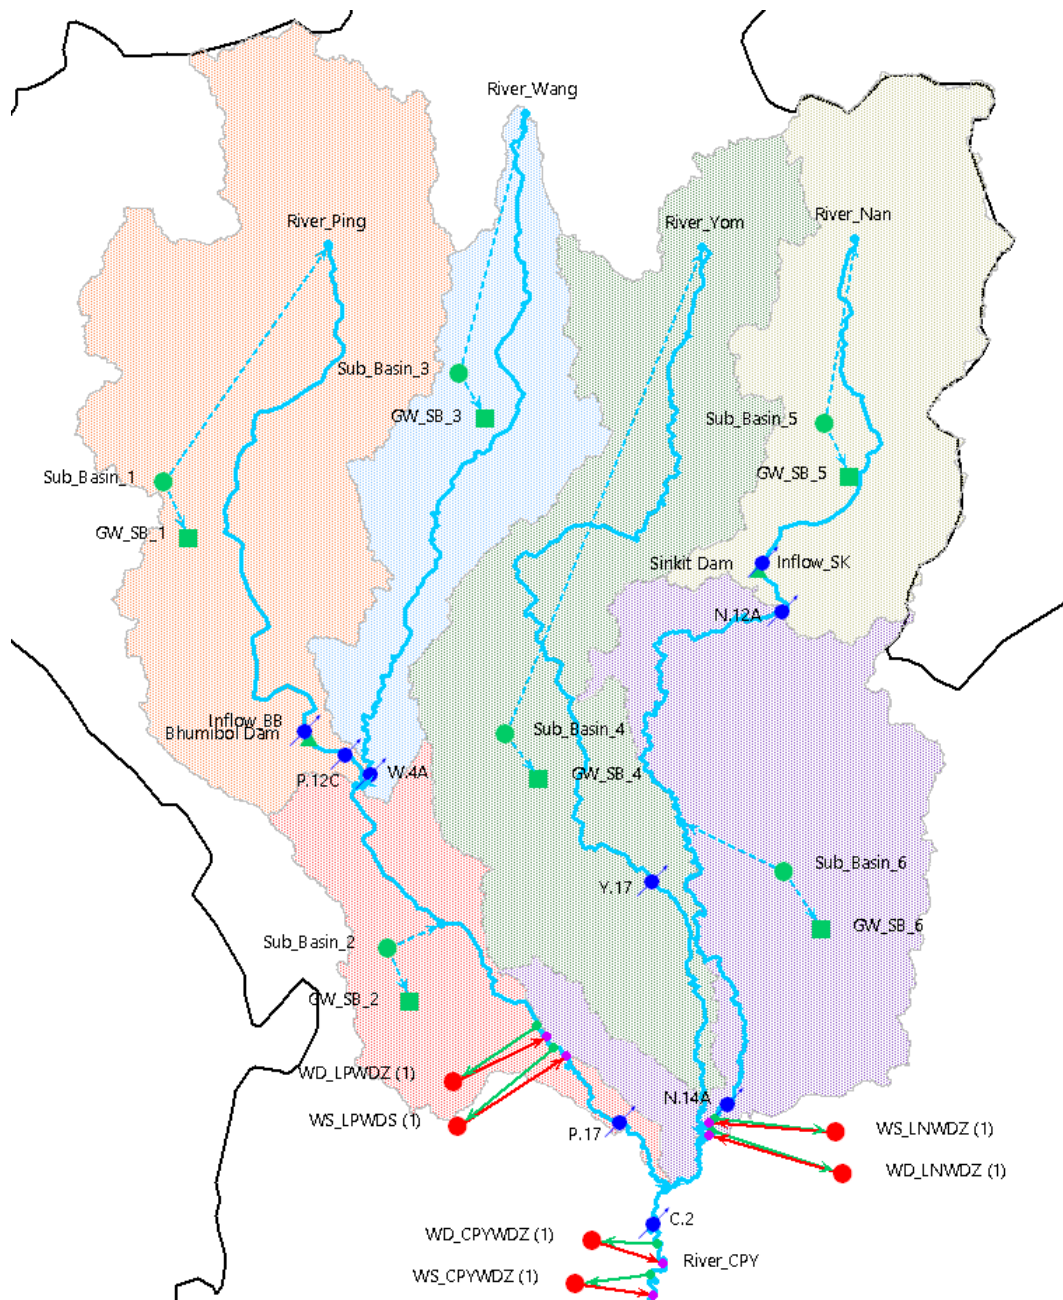 River_Wang
River_Ping
River_Yom
River_Nan
Sub_Basin_3
GW_SB_3
Sub_Basin_5
GW_SB_5
Sub_Basin_1
GW_SB_1
Sinkit Dam
Inflow_SK
N.12A
Inflow_BB
Bhumibol Dam
Sub_Basin_4
P.12C
W.4A
GW_SB_4
Sub_Basin_6
Y.17
GW_SB_6
Sub_Basin_2
GW_SB_2
WD_LPWDZ (1)
N.14A
WS_LPWDS (1)
P.17
WS_LNWDZ (1)
WD_LNWDZ (1)
C.2
WD_CPYWDZ (1)
River_CPY
WS_CPYWDZ (1)